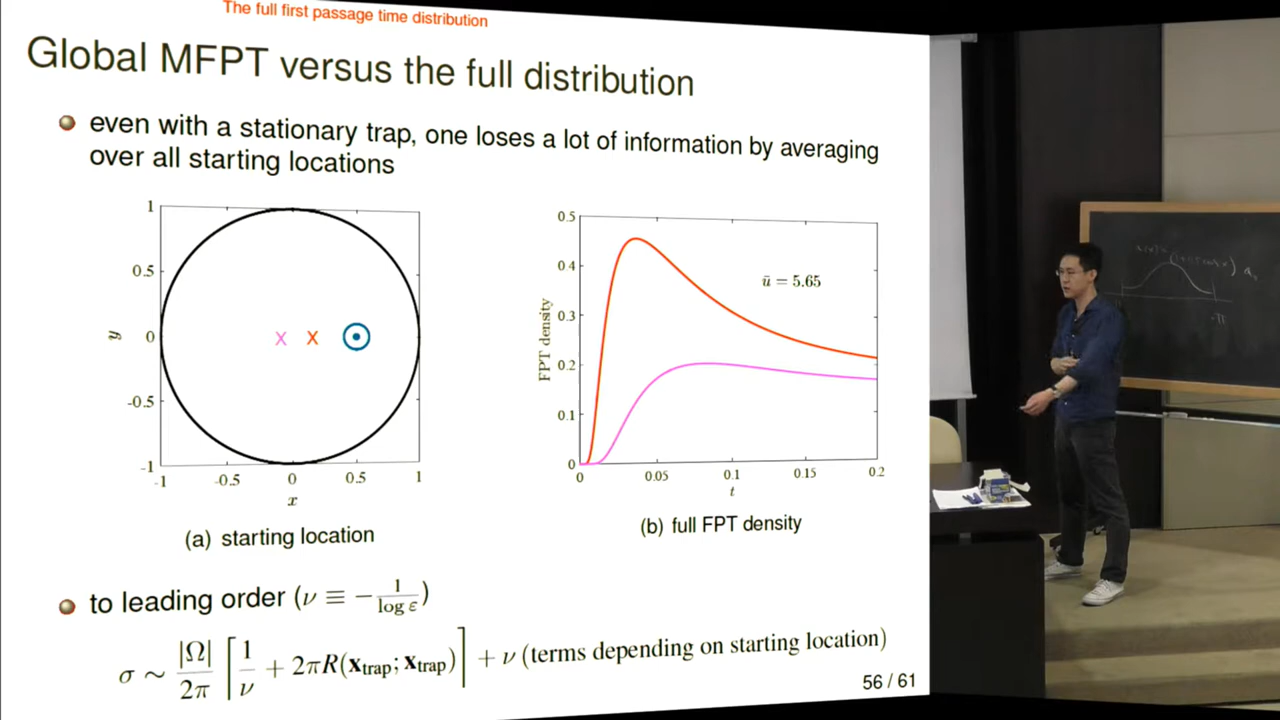 The full first passage time distribution
Global MFPT versus the full distribution
even with a stationary trap, one loses a lot of information by averaging
over all starting locations
1
0.5
0
-0.5
-1
y
-1
-0.5
0
0.5
1
x
x x
(a) starting location
0.5
0.4
0.3
0.2
0.1
0
FPT density
ū = 5.65
0
0.05
0.1
0.15
0.2
t
(b) full FPT density
to leading order (ν ≡ − 1/log ε)
σ ∼ |Ω|/2π [1/ν + 2πR(x_trap; x_trap)] + ν (terms depending on starting location)
56 / 61
-π